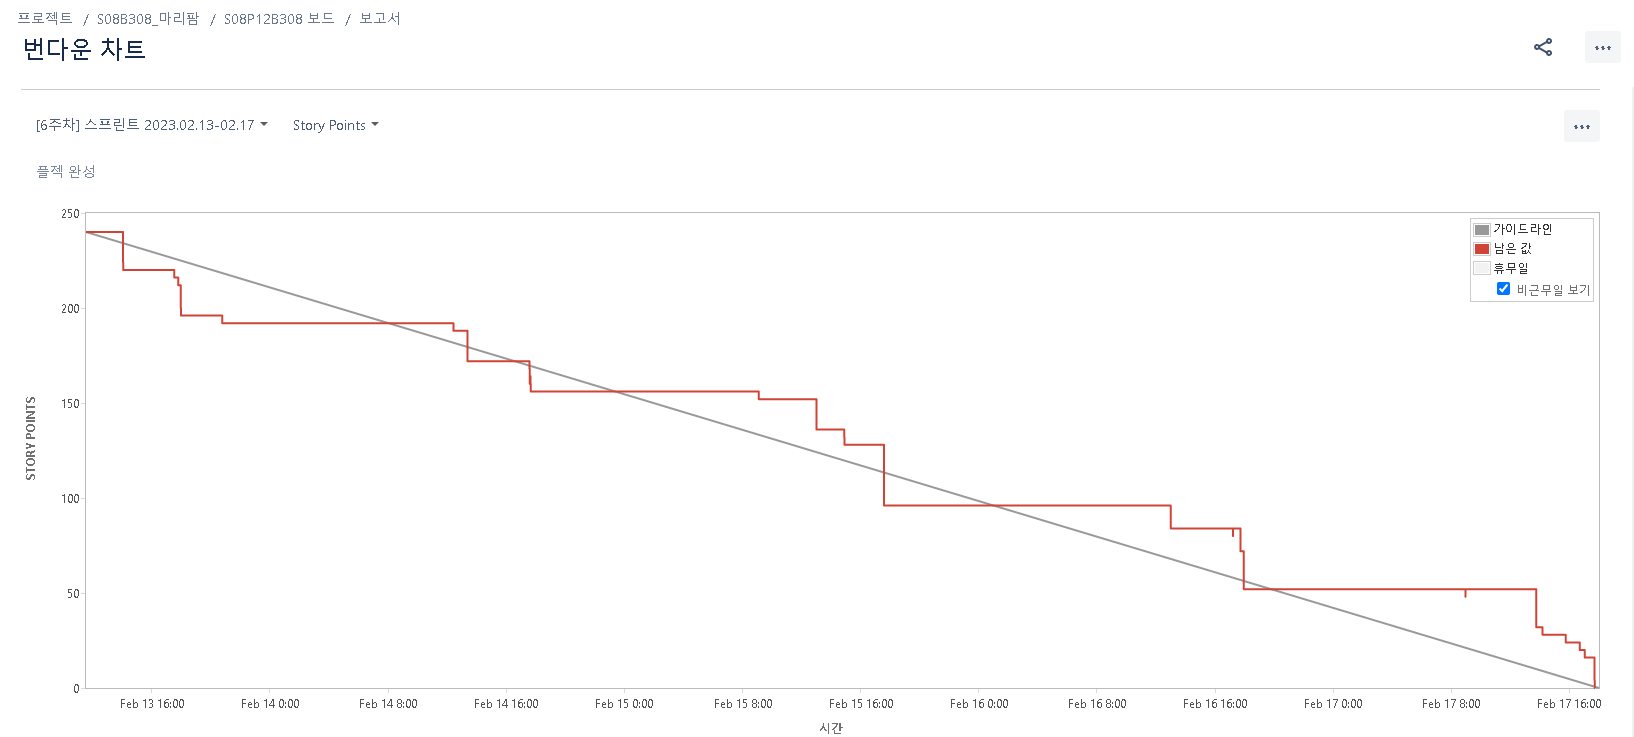 프로젝트 / S08B308_마리팜 / S08P12B308 보드 / 보고서
번다운 차트
[6주차] 스프린트 2023.02.13-02.17 Story Points
플젝 완성
250
200
150
100
50
0
STORY POINTS
가이드라인
남은 값
휴무일
비근무일 보기
Feb 13 16:00 Feb 14 0:00 Feb 14 8:00 Feb 14 16:00 Feb 15 0:00 Feb 15 8:00 Feb 15 16:00 Feb 16 0:00 Feb 16 8:00 Feb 16 16:00 Feb 17 0:00 Feb 17 8:00 Feb 17 16:00
시간